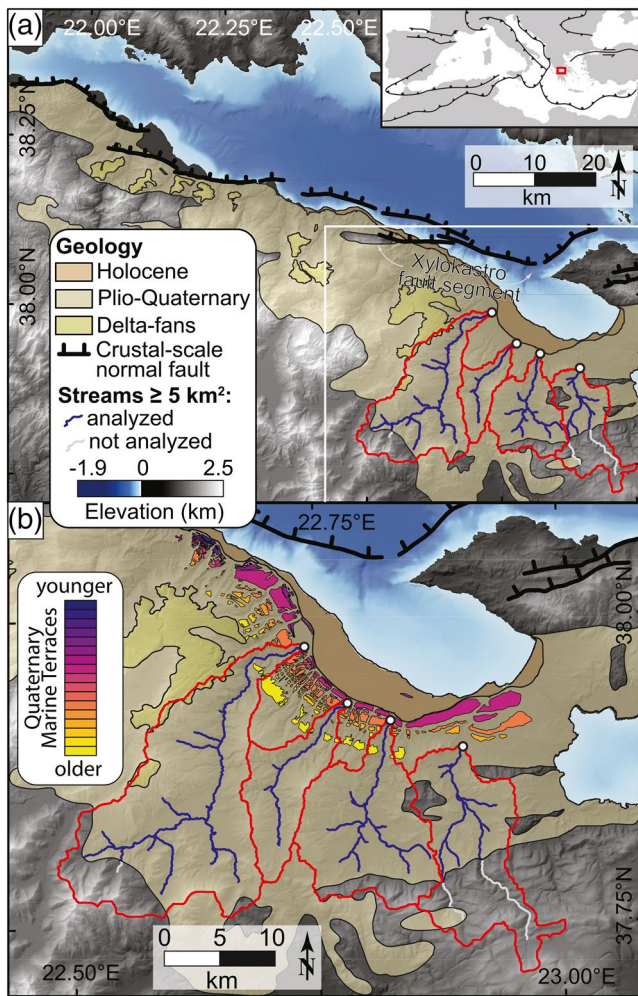 (a)
22.00°E
22.25°E
22.50°E
38.25°N
38.00°N
0 10 20
km
N
Geology
Holocene
Plio-Quaternary
Delta-fans
Crustal-scale
normal fault
Streams ≥ 5 km²:
analyzed
not analyzed
-1.9 0 2.5
Elevation (km)
Xylokastro
fault segment
(b)
22.75°E
38.00°N
younger
Quaternary
Marine Terraces
older
37.75°N
0 5 10
km
N
22.50°E
23.00°E